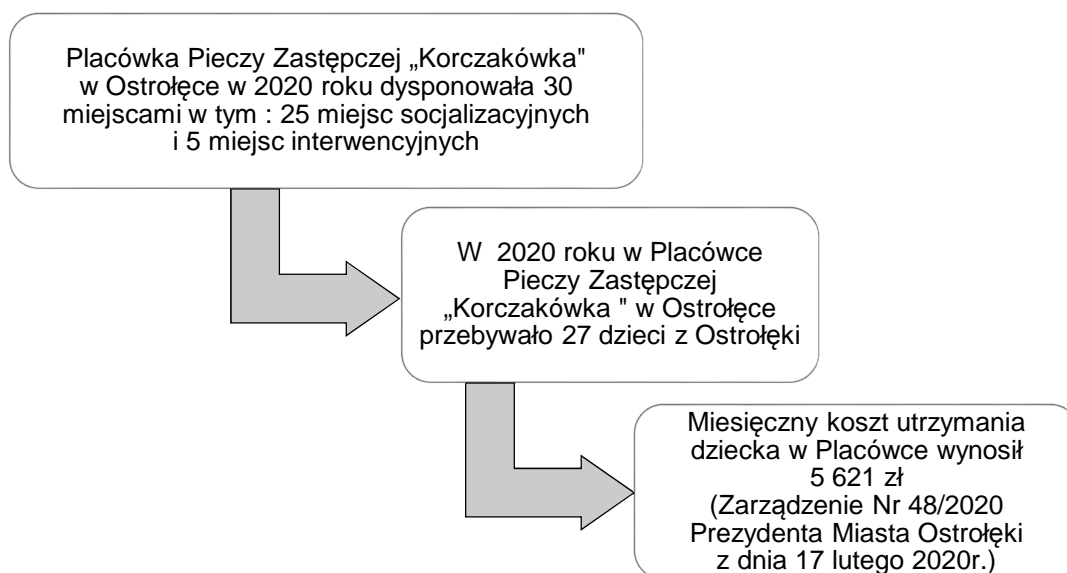 Placówka Pieczy Zastępczej „Korczakówka"
w Ostrołęce w 2020 roku dysponowała 30
miejscami w tym : 25 miejsc socjalizacyjnych
i 5 miejsc interwencyjnych
W 2020 roku w Placówce
Pieczy Zastępczej
„Korczakówka " w Ostrołęce
przebywało 27 dzieci z Ostrołęki
Miesięczny koszt utrzymania
dziecka w Placówce wynosił
5 621 zł
(Zarządzenie Nr 48/2020
Prezydenta Miasta Ostrołęki
z dnia 17 lutego 2020r.)